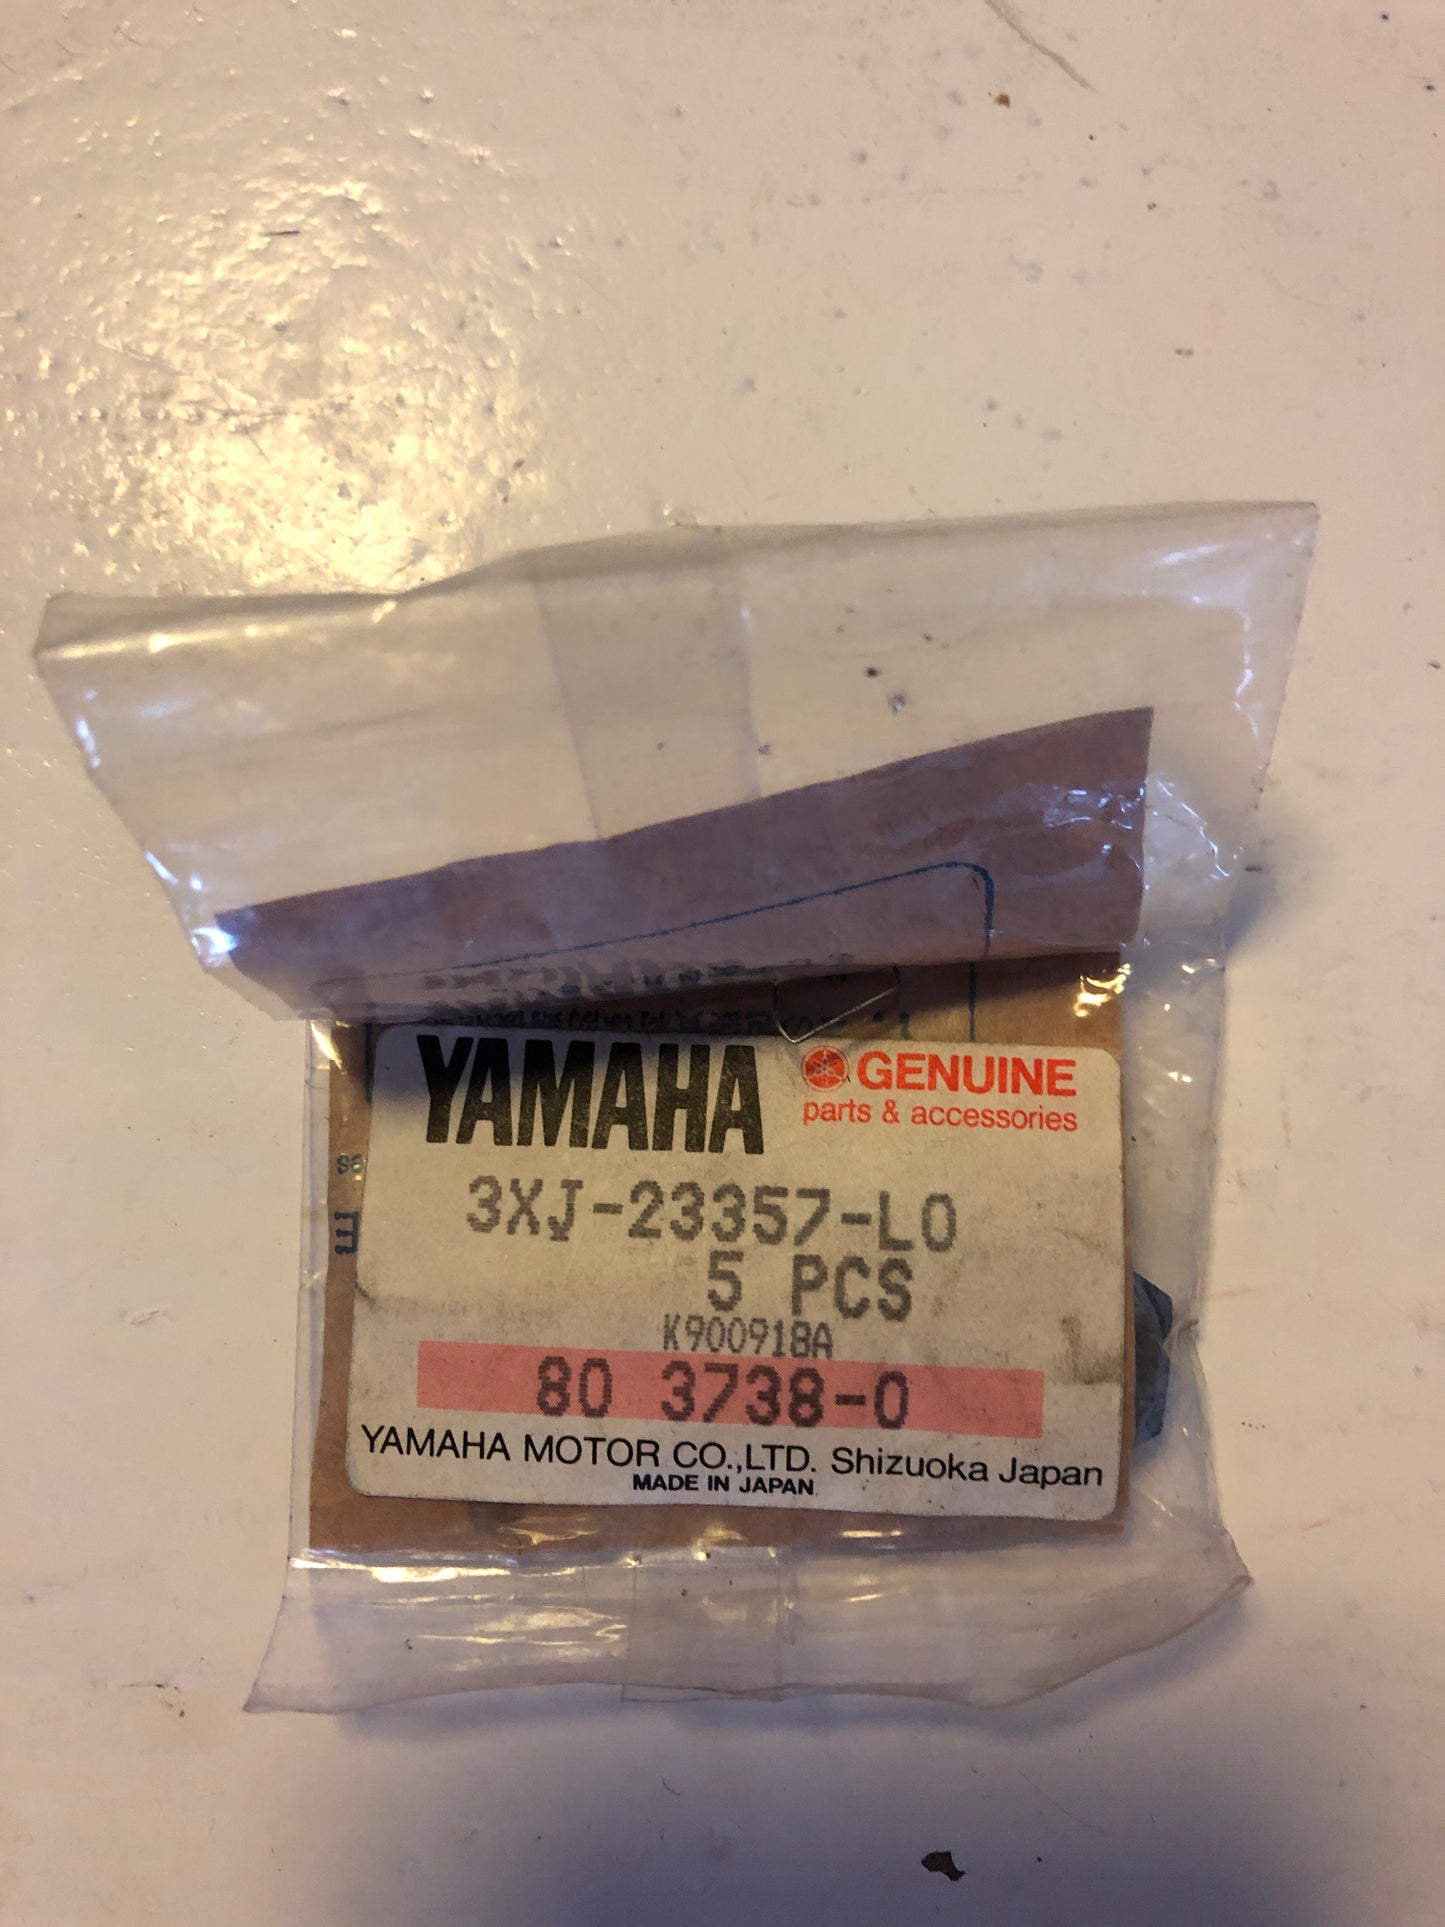 YAMAHA
GENUINE
parts & accessories
3XJ-23357-L0
5 PCS
K900918A
80 3738-0
YAMAHA MOTOR CO.,LTD. Shizuoka Japan
MADE IN JAPAN